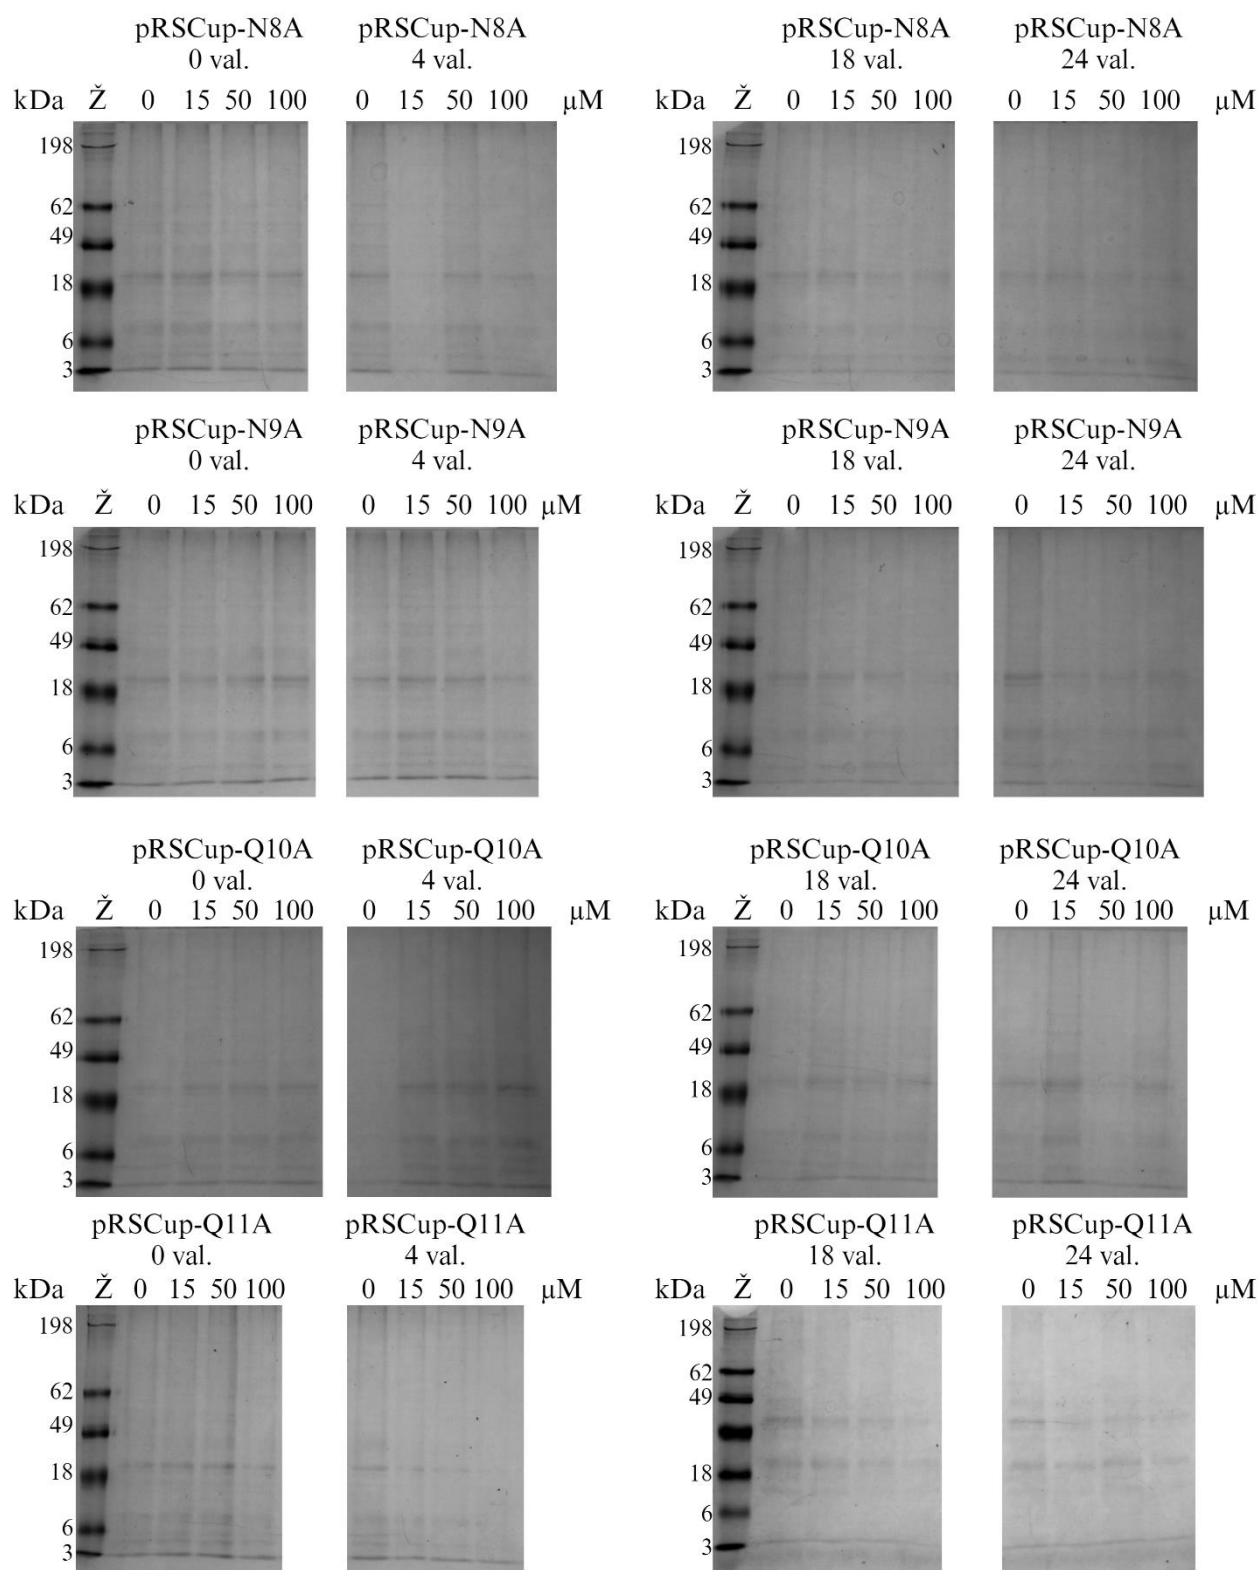 pRSCup-N8A pRSCup-N8A pRSCup-N8A pRSCup-N8A
0 val. 4 val. 18 val. 24 val.
kDa Ž 0 15 50 100 0 15 50 100 µM kDa Ž 0 15 50 100 0 15 50 100 µM
198 198
62 62
49 49
18 18
6 6
3 3
pRSCup-N9A pRSCup-N9A pRSCup-N9A pRSCup-N9A
0 val. 4 val. 18 val. 24 val.
kDa Ž 0 15 50 100 0 15 50 100 µM kDa Ž 0 15 50 100 0 15 50 100 µM
198 198
62 62
49 49
18 18
6 6
3 3
pRSCup-Q10A pRSCup-Q10A pRSCup-Q10A pRSCup-Q10A
0 val. 4 val. 18 val. 24 val.
kDa Ž 0 15 50 100 0 15 50 100 µM kDa Ž 0 15 50 100 0 15 50 100 µM
198 198
62 62
49 49
18 18
6 6
3 3
pRSCup-Q11A pRSCup-Q11A pRSCup-Q11A pRSCup-Q11A
0 val. 4 val. 18 val. 24 val.
kDa Ž 0 15 50 100 0 15 50 100 µM kDa Ž 0 15 50 100 0 15 50 100 µM
198 198
62 62
49 49
18 18
6 6
3 3